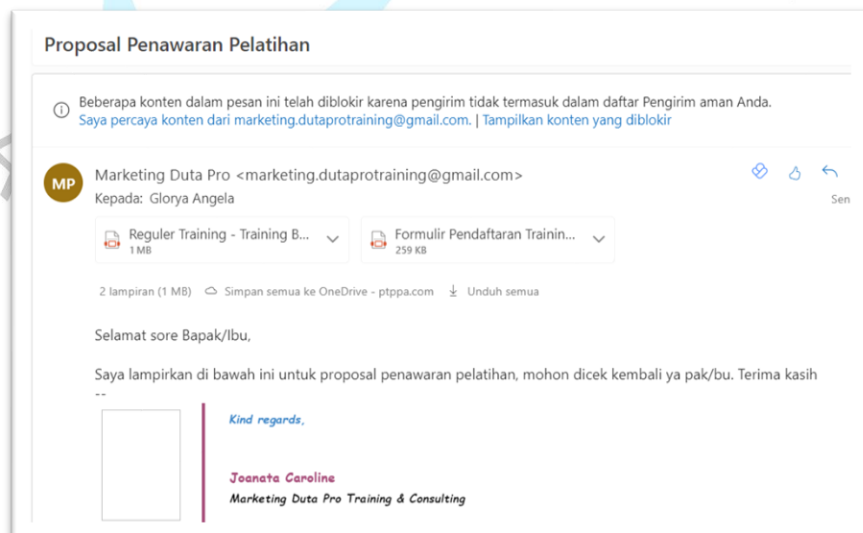 Proposal Penawaran Pelatihan
Beberapa konten dalam pesan ini telah diblokir karena pengirim tidak termasuk dalam daftar Pengirim aman Anda.
Saya percaya konten dari marketing.dutaprotraining@gmail.com. | Tampilkan konten yang diblokir
MP
Marketing Duta Pro <marketing.dutaprotraining@gmail.com>
Kepada: Glorya Angela
Sen
Reguler Training - Training B...
1 MB
Formulir Pendaftaran Trainin...
259 KB
2 lampiran (1 MB) Simpan semua ke OneDrive - ptppa.com Unduh semua
Selamat sore Bapak/Ibu,
Saya lampirkan di bawah ini untuk proposal penawaran pelatihan, mohon dicek kembali ya pak/bu. Terima kasih
--
Kind regards,
Joanata Caroline
Marketing Duta Pro Training & Consulting